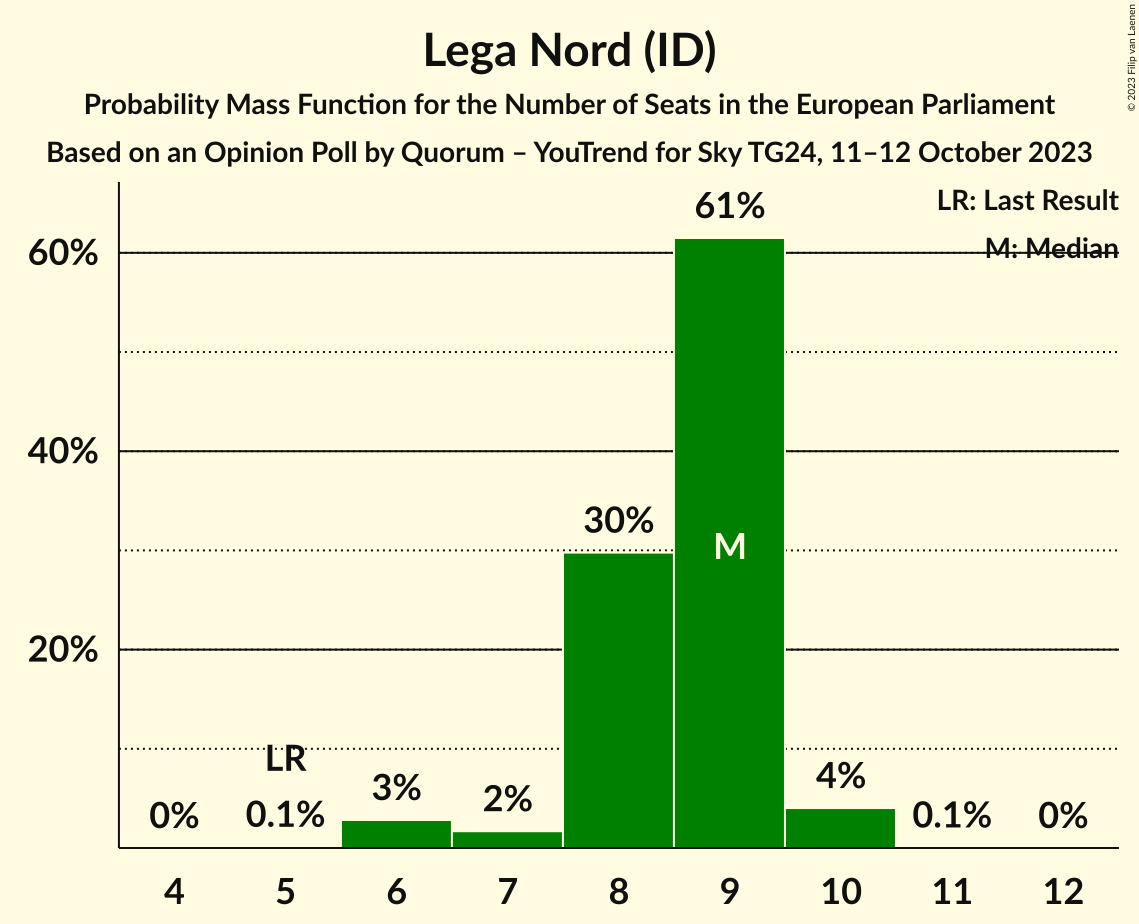 Lega Nord (ID)
Probability Mass Function for the Number of Seats in the European Parliament
Based on an Opinion Poll by Quorum – YouTrend for Sky TG24, 11–12 October 2023
© 2023 Filip van Laenen
LR: Last Result
M: Median
60%
40%
20%
0%
LR
0.1%
3%
2%
30%
61%
M
4%
0.1%
0%
4 5 6 7 8 9 10 11 12